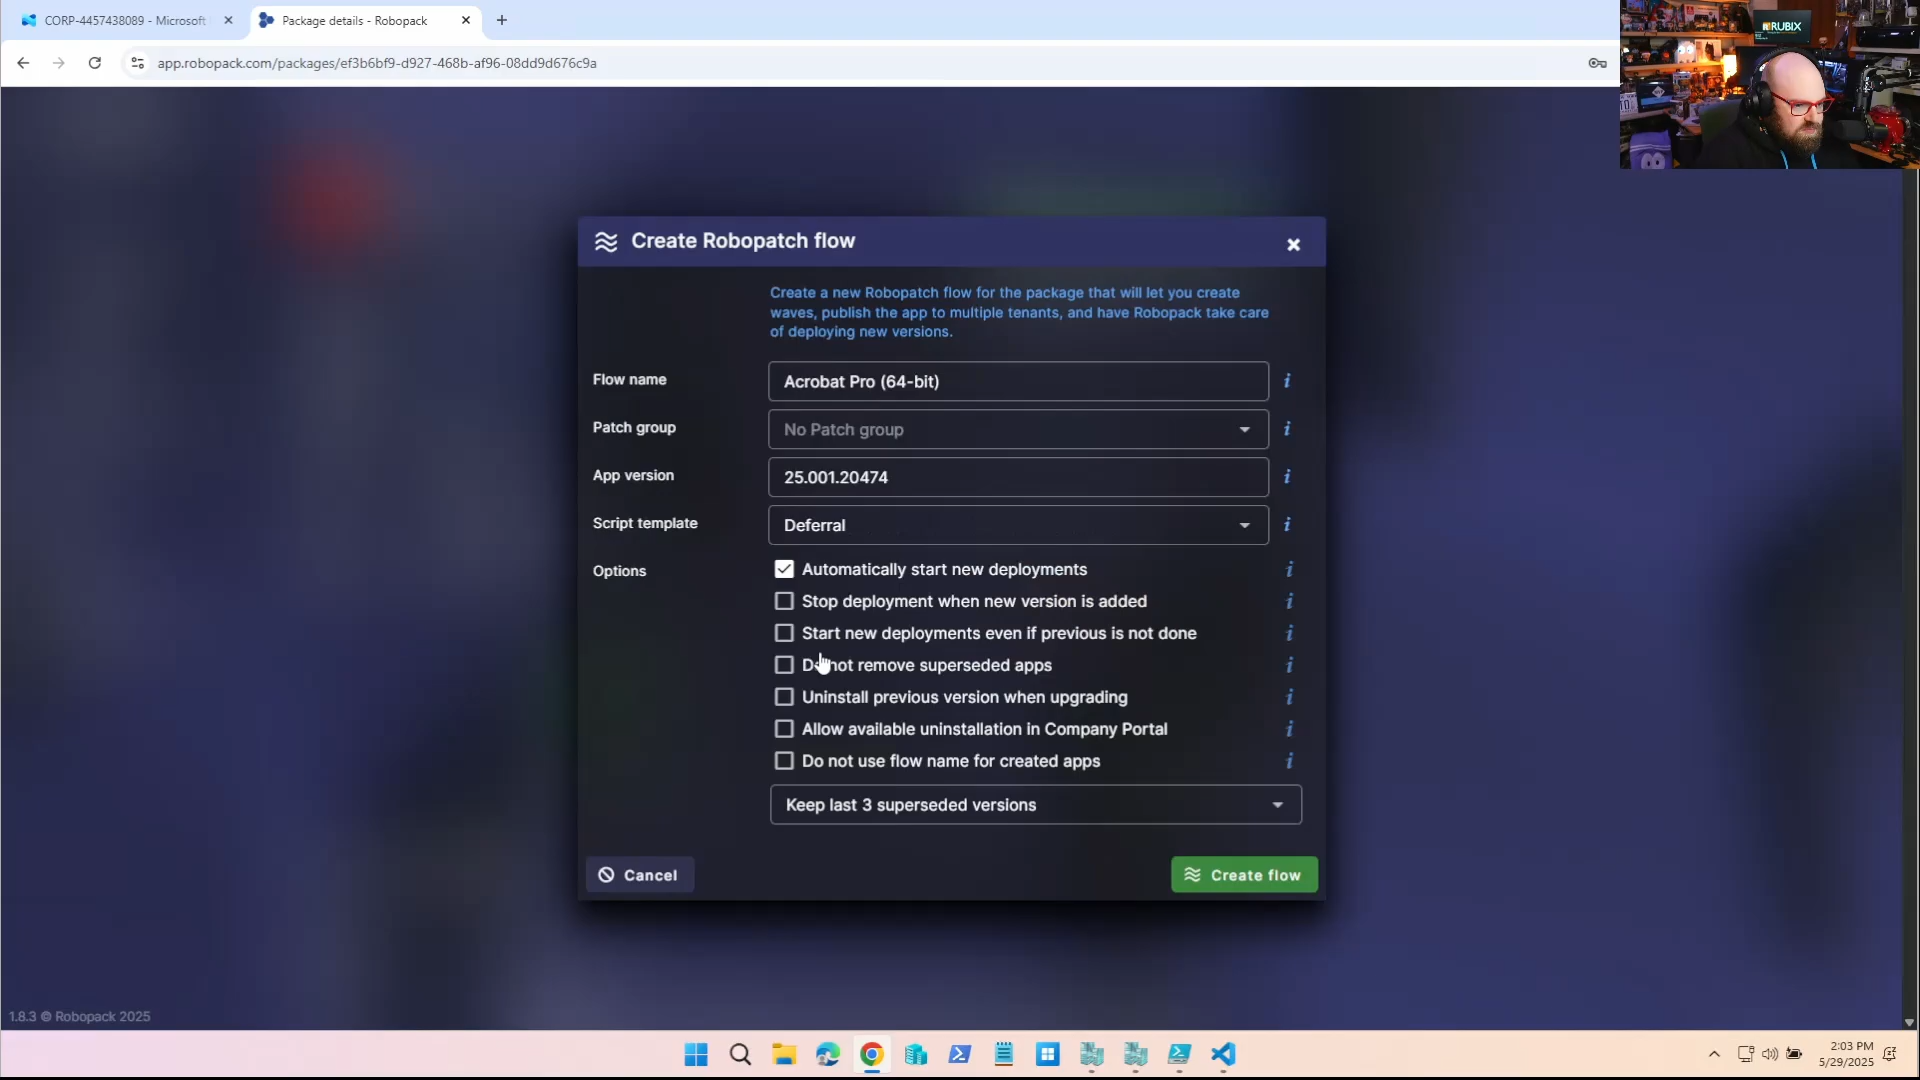 CORP-4457438089 - Microsoft
Package details - Robopack
app.robopack.com/packages/ef3b6bf9-d927-468b-af96-08dd9d676c9a
RUBIX
Create Robopatch flow
Create a new Robopatch flow for the package that will let you create
waves, publish the app to multiple tenants, and have Robopack take care
of deploying new versions.
Flow name
Acrobat Pro (64-bit)
Patch group
No Patch group
App version
25.001.20474
Script template
Deferral
Options
Automatically start new deployments
Stop deployment when new version is added
Start new deployments even if previous is not done
Do not remove superseded apps
Uninstall previous version when upgrading
Allow available uninstallation in Company Portal
Do not use flow name for created apps
Keep last 3 superseded versions
Cancel
Create flow
1.8.3 © Robopack 2025
2:03 PM
5/29/2025